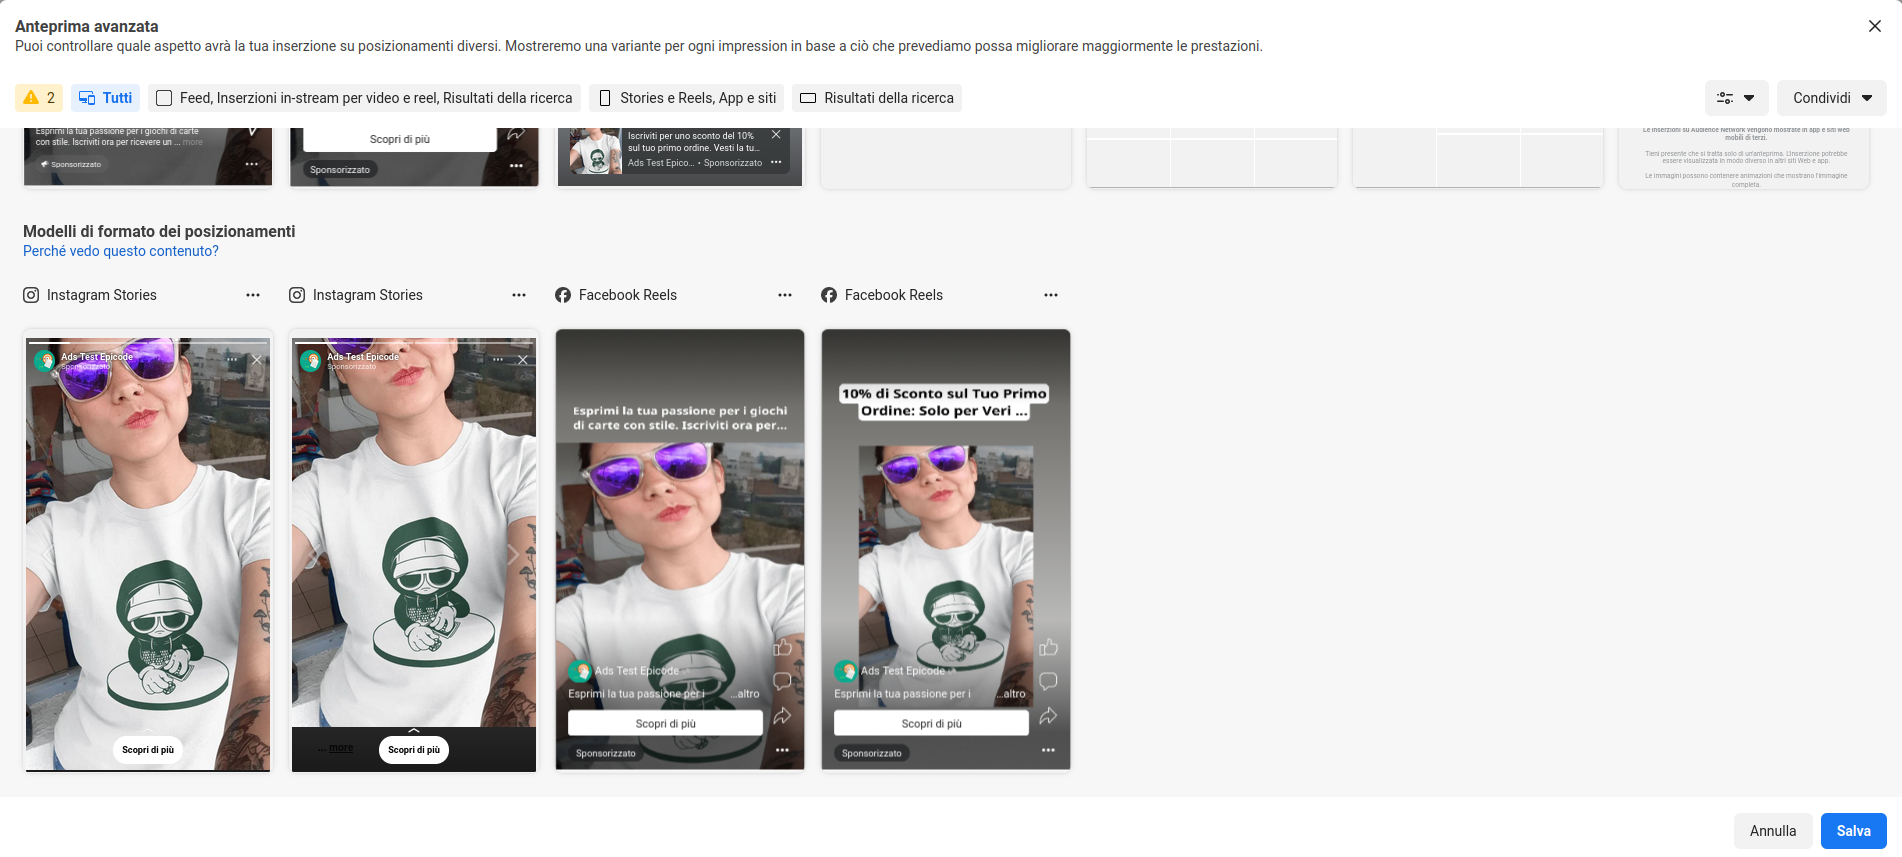 Anteprima avanzata
Puoi controllare quale aspetto avrà la tua inserzione su posizionamenti diversi. Mostreremo una variante per ogni impression in base a ciò che prevediamo possa migliorare maggiormente le prestazioni.
2
Tutti
Feed, Inserzioni in-stream per video e reel, Risultati della ricerca
Stories e Reels, App e siti
Risultati della ricerca
Condividi
Esprimi la tua passione per i giochi di carte
con stile. Iscriviti ora per ricevere un ... more
Sponsorizzato
Scopri di più
Sponsorizzato
Iscriviti per uno sconto del 10%
sul tuo primo ordine. Vesti la tu...
Ads Test Epico... • Sponsorizzato
Le inserzioni su Audience Network vengono mostrate in app e siti web
mobili di terzi.
Tieni presente che si tratta solo di un'anteprima. L'inserzione potrebbe
essere visualizzata in modo diverso in altri siti Web e app.
Le immagini possono contenere animazioni che mostrano l'immagine
completa.
Modelli di formato dei posizionamenti
Perché vedo questo contenuto?
Instagram Stories
Instagram Stories
Facebook Reels
Facebook Reels
Ads Test Epicode
Sponsorizzato
Scopri di più
Ads Test Epicode
Sponsorizzato
... more
Scopri di più
Esprimi la tua passione per i giochi
di carte con stile. Iscriviti ora per...
Ads Test Epicode
Esprimi la tua passione per i ...altro
Scopri di più
Sponsorizzato
10% di Sconto sul Tuo Primo
Ordine: Solo per Veri ...
Ads Test Epicode
Esprimi la tua passione per i ...altro
Scopri di più
Sponsorizzato
Annulla
Salva